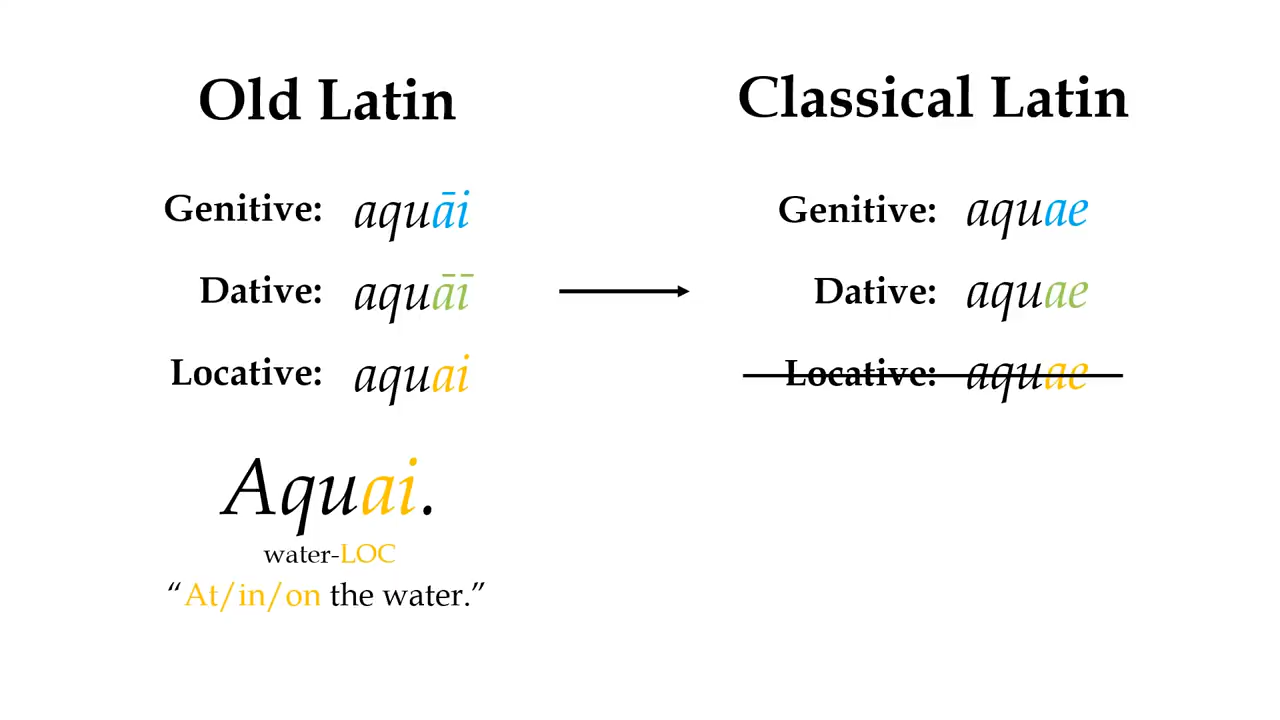 Old Latin
Classical Latin
Genitive: aquāi
Genitive: aquae
Dative: aquāī
Dative: aquae
Locative: aquai
Locative: aquae
Aquai.
water-LOC
“At/in/on the water.”